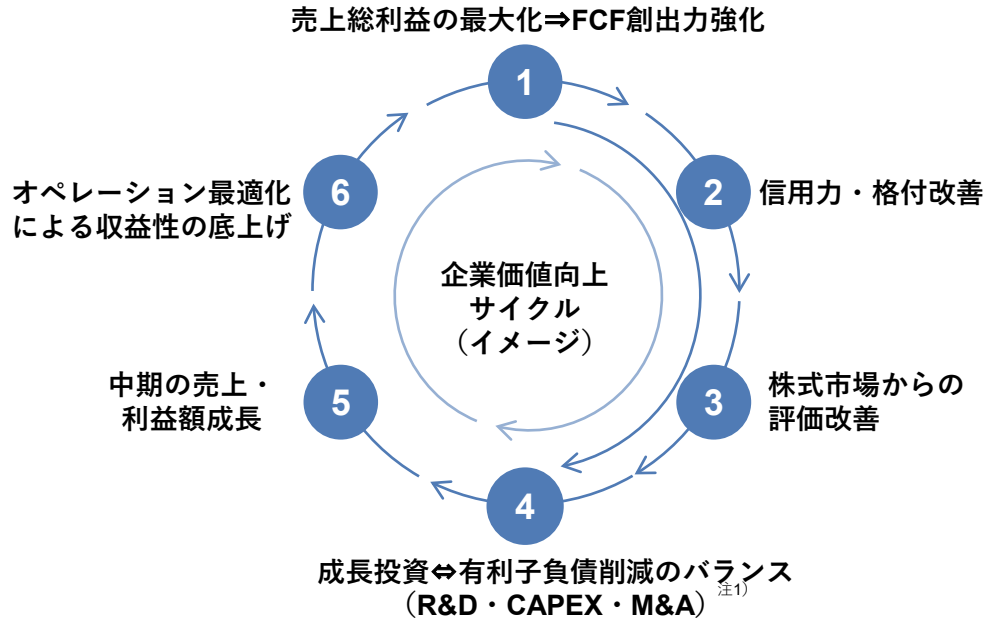 売上総利益の最大化⇒FCF創出力強化
1
2
信用力・格付改善
3
株式市場からの
評価改善
4
成長投資⇔有利子負債削減のバランス
（R&D・CAPEX・M&A）注1)
5
中期の売上・
利益額成長
6
オペレーション最適化
による収益性の底上げ
企業価値向上
サイクル
（イメージ）